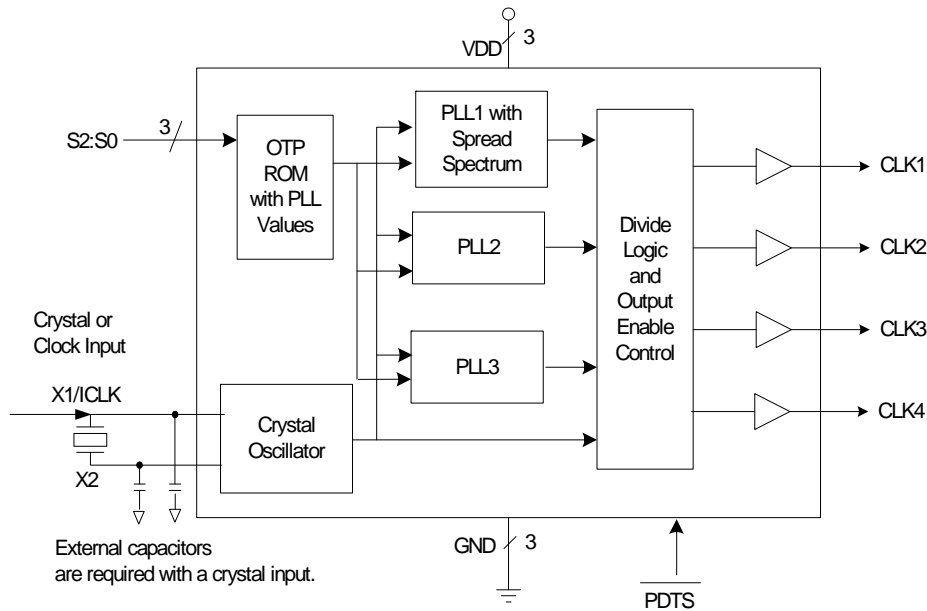 VDD
3
S2:S0
3
OTP
ROM
with PLL
Values
PLL1 with
Spread
Spectrum
PLL2
PLL3
Divide
Logic
and
Output
Enable
Control
CLK1
CLK2
CLK3
CLK4
Crystal or
Clock Input
X1/ICLK
X2
Crystal
Oscillator
External capacitors
are required with a crystal input.
GND
3
PDTS